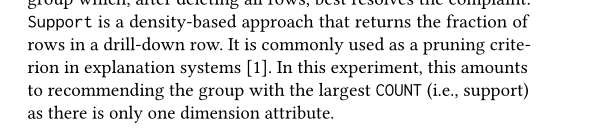 group which, after deleting all rows, best resolves the complaint.
Support is a density-based approach that returns the fraction of
rows in a drill-down row. It is commonly used as a pruning crite-
rion in explanation systems [1]. In this experiment, this amounts
to recommending the group with the largest COUNT (i.e., support)
as there is only one dimension attribute.